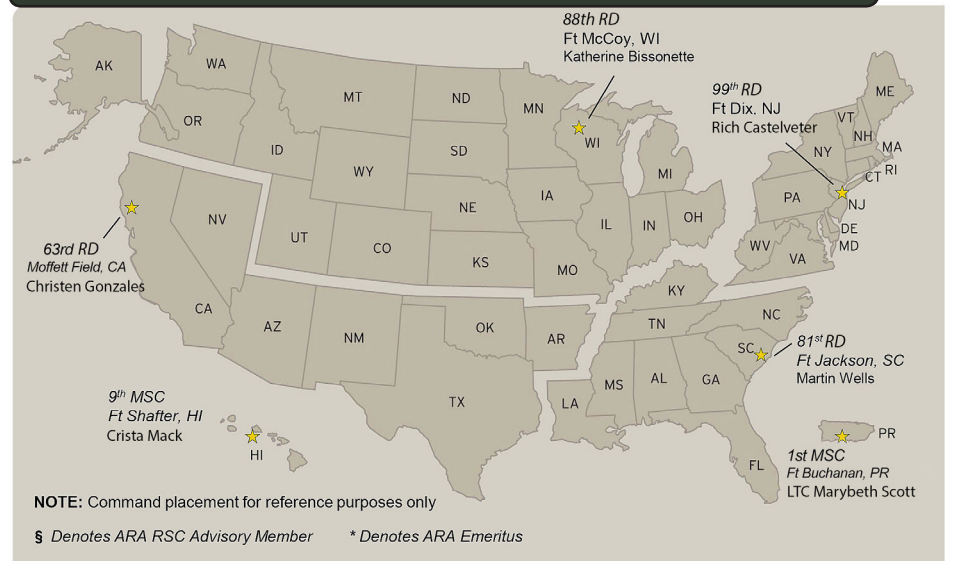 88th RD
Ft McCoy, WI
Katherine Bissonette
99th RD
Ft Dix. NJ
Rich Castelveter
AK
WA
MT
ND
MN
WI
MI
ME
VT
NH
MA
NY
CT
RI
OR
ID
WY
SD
IA
NE
IL
IN
OH
PA
NJ
DE
MD
WV
VA
NV
UT
CO
KS
MO
KY
63rd RD
Moffett Field, CA
Christen Gonzales
CA
AZ
NM
OK
AR
TN
NC
SC
81st RD
Ft Jackson, SC
Martin Wells
TX
LA
MS
AL
GA
FL
9th MSC
Ft Shafter, HI
Crista Mack
HI
PR
1st MSC
Ft Buchanan, PR
LTC Marybeth Scott
NOTE: Command placement for reference purposes only
§ Denotes ARA RSC Advisory Member * Denotes ARA Emeritus